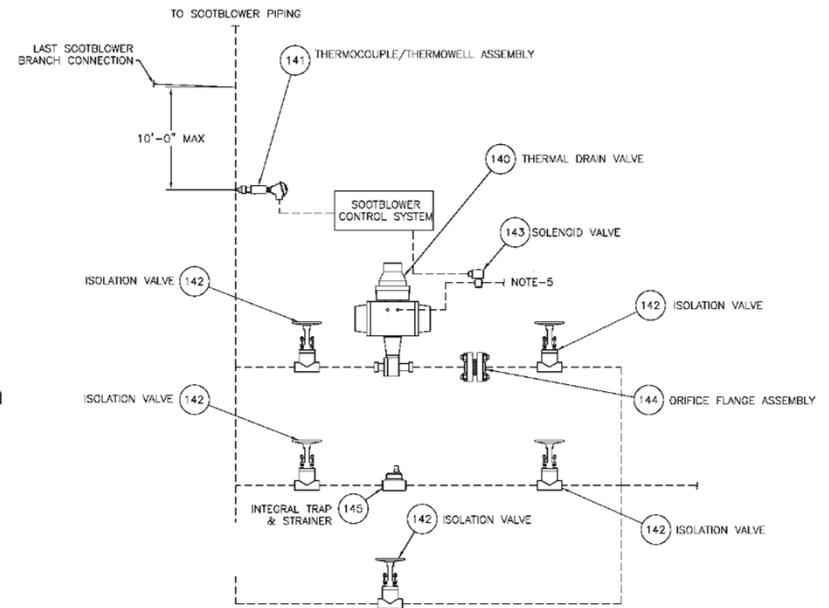 TO SCOTBLOWER PIPING
LAST SCOTBLOWER
BRANCH CONNECTION
141 THERMOCOUPLE/THERMOWELL ASSEMBLY
10'-0" MAX
140 THERMAL DRAIN VALVE
SOOTBLOWER
CONTROL SYSTEM
143 SOLENOID VALVE
NOTE-5
ISOLATION VALVE 142
142 ISOLATION VALVE
144 ORIFICE FLANGE ASSEMBLY
ISOLATION VALVE 142
INTEGRAL TRAP
& STRAINER 145
142 ISOLATION VALVE
142 ISOLATION VALVE